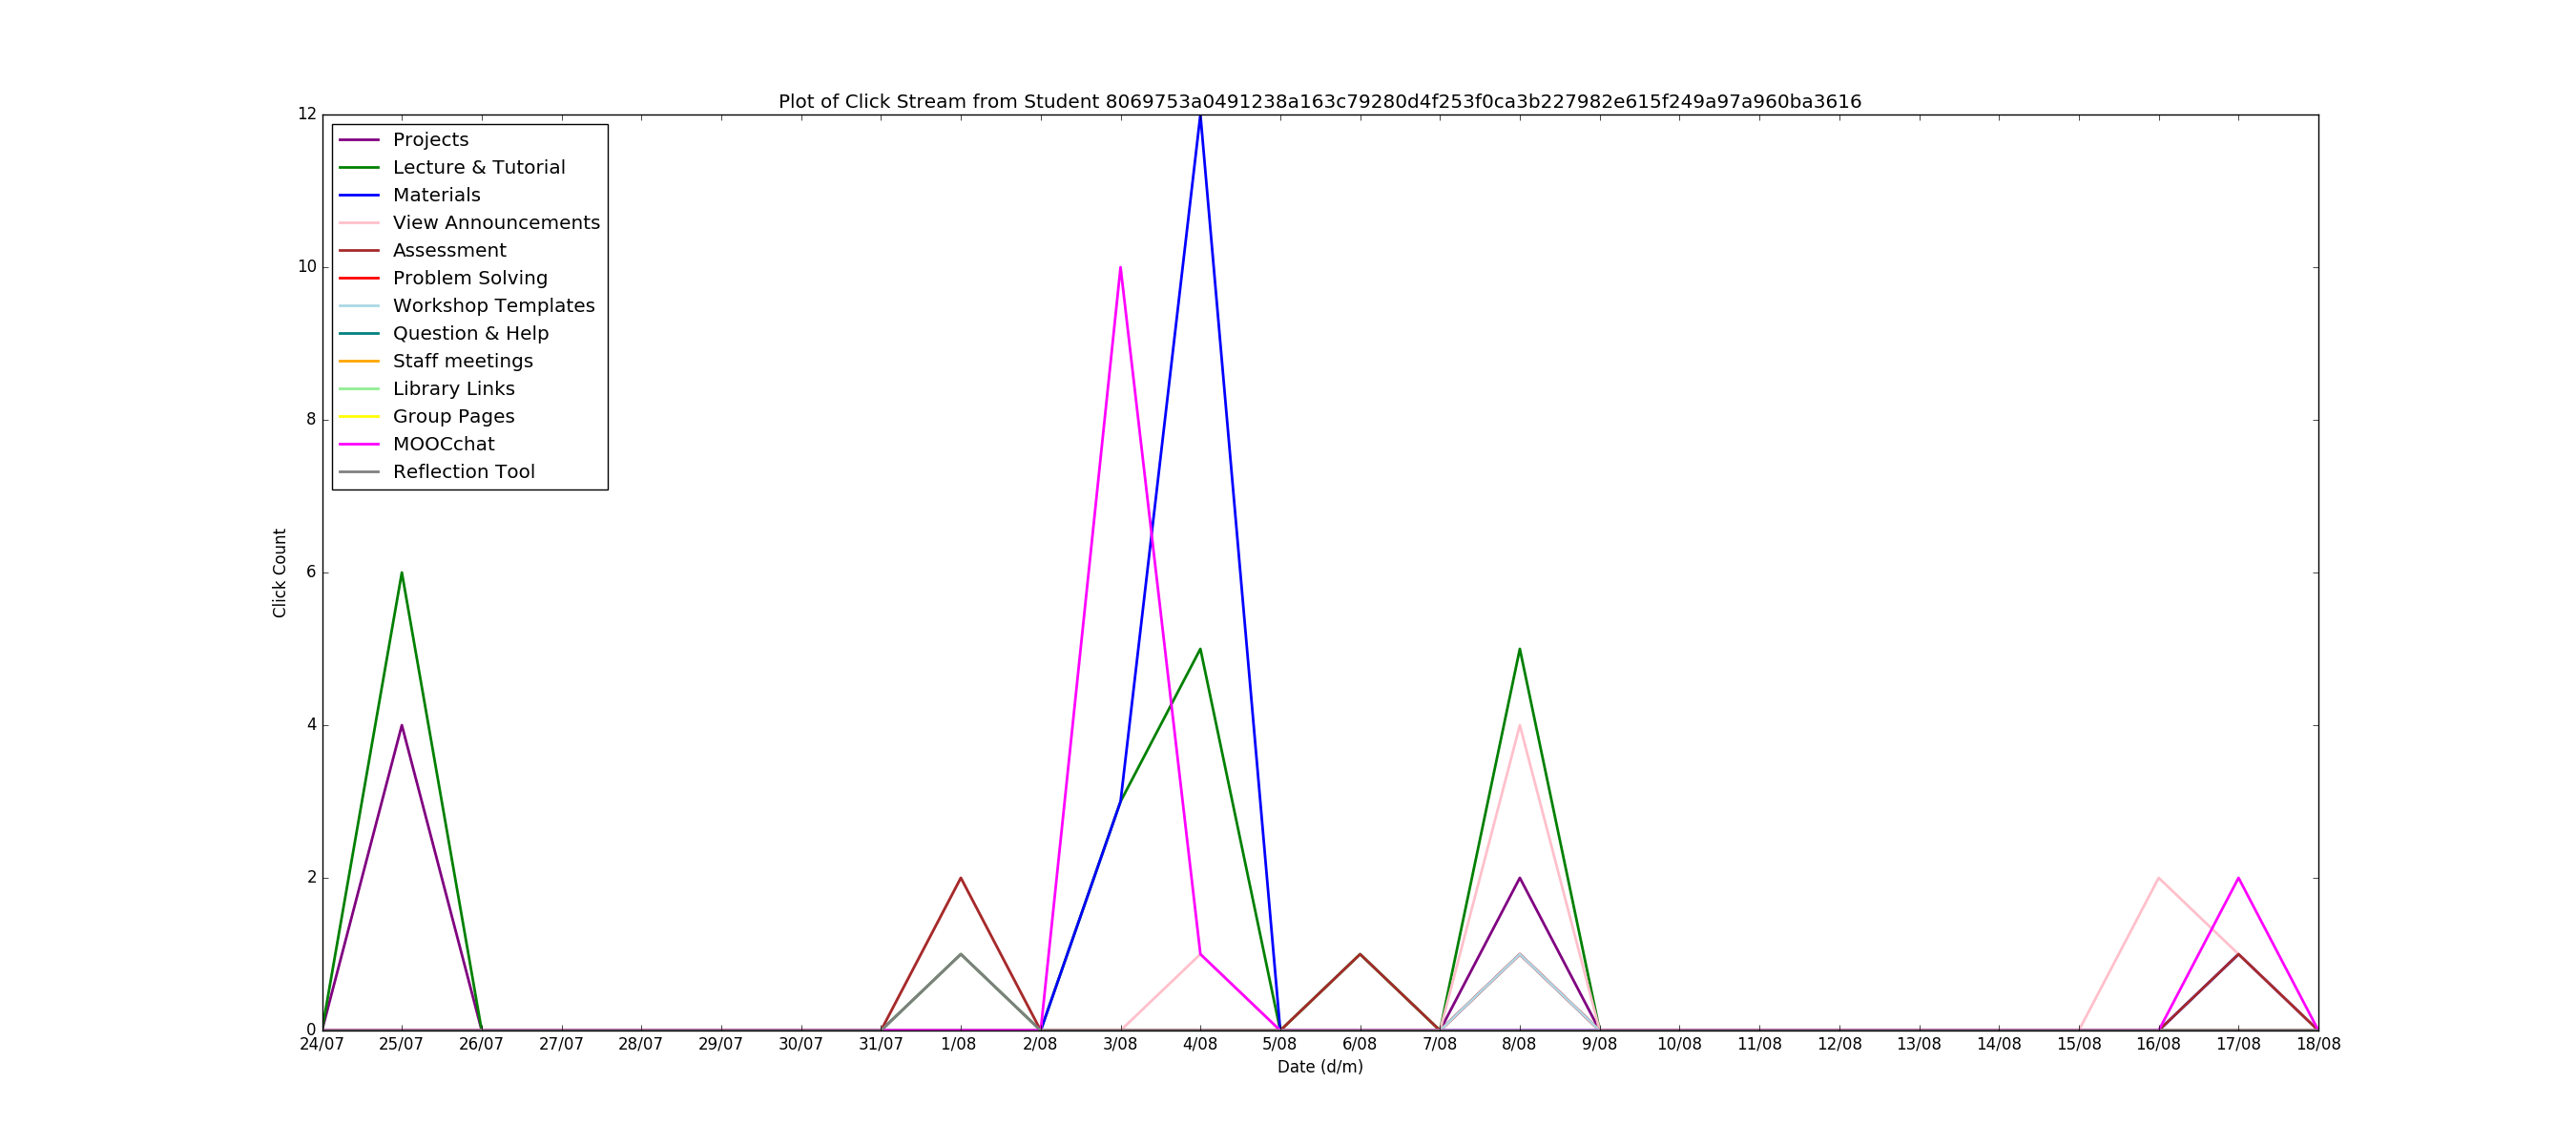 Plot of Click Stream from Student 8069753a0491238a163c79280d4f253f0ca3b227982e615f249a97a960ba3616
12
10
8
6
4
2
0
Click Count
Projects
Lecture & Tutorial
Materials
View Announcements
Assessment
Problem Solving
Workshop Templates
Question & Help
Staff meetings
Library Links
Group Pages
MOOCchat
Reflection Tool
24/07 25/07 26/07 27/07 28/07 29/07 30/07 31/07 1/08 2/08 3/08 4/08 5/08 6/08 7/08 8/08 9/08 10/08 11/08 12/08 13/08 14/08 15/08 16/08 17/08 18/08
Date (d/m)